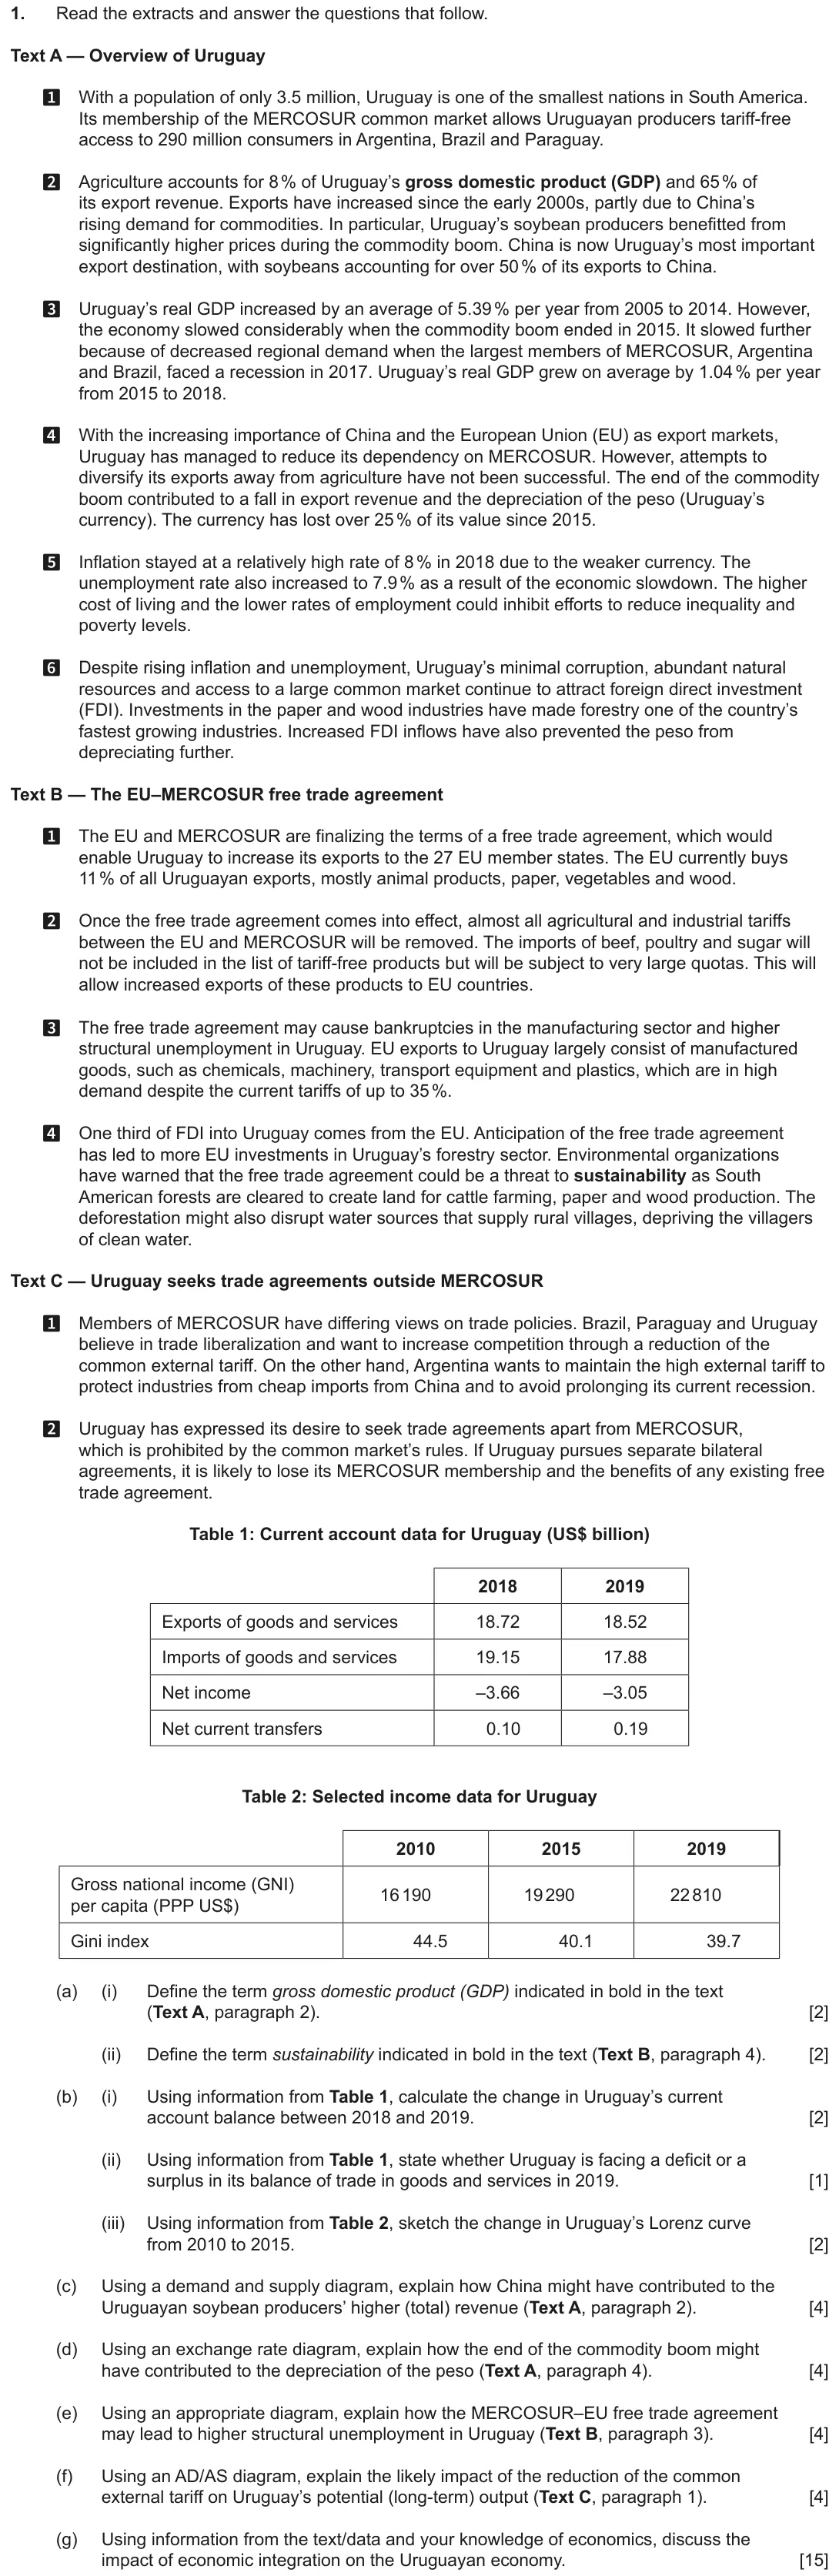 1. Read the extracts and answer the questions that follow.
Text A — Overview of Uruguay
1 With a population of only 3.5 million, Uruguay is one of the smallest nations in South America.
Its membership of the MERCOSUR common market allows Uruguayan producers tariff-free
access to 290 million consumers in Argentina, Brazil and Paraguay.
2 Agriculture accounts for 8 % of Uruguay’s gross domestic product (GDP) and 65 % of
its export revenue. Exports have increased since the early 2000s, partly due to China’s
rising demand for commodities. In particular, Uruguay’s soybean producers benefitted from
significantly higher prices during the commodity boom. China is now Uruguay’s most important
export destination, with soybeans accounting for over 50 % of its exports to China.
3 Uruguay’s real GDP increased by an average of 5.39 % per year from 2005 to 2014. However,
the economy slowed considerably when the commodity boom ended in 2015. It slowed further
because of decreased regional demand when the largest members of MERCOSUR, Argentina
and Brazil, faced a recession in 2017. Uruguay’s real GDP grew on average by 1.04 % per year
from 2015 to 2018.
4 With the increasing importance of China and the European Union (EU) as export markets,
Uruguay has managed to reduce its dependency on MERCOSUR. However, attempts to
diversify its exports away from agriculture have not been successful. The end of the commodity
boom contributed to a fall in export revenue and the depreciation of the peso (Uruguay’s
currency). The currency has lost over 25 % of its value since 2015.
5 Inflation stayed at a relatively high rate of 8 % in 2018 due to the weaker currency. The
unemployment rate also increased to 7.9 % as a result of the economic slowdown. The higher
cost of living and the lower rates of employment could inhibit efforts to reduce inequality and
poverty levels.
6 Despite rising inflation and unemployment, Uruguay’s minimal corruption, abundant natural
resources and access to a large common market continue to attract foreign direct investment
(FDI). Investments in the paper and wood industries have made forestry one of the country’s
fastest growing industries. Increased FDI inflows have also prevented the peso from
depreciating further.
Text B — The EU–MERCOSUR free trade agreement
1 The EU and MERCOSUR are finalizing the terms of a free trade agreement, which would
enable Uruguay to increase its exports to the 27 EU member states. The EU currently buys
11 % of all Uruguayan exports, mostly animal products, paper, vegetables and wood.
2 Once the free trade agreement comes into effect, almost all agricultural and industrial tariffs
between the EU and MERCOSUR will be removed. The imports of beef, poultry and sugar will
not be included in the list of tariff-free products but will be subject to very large quotas. This will
allow increased exports of these products to EU countries.
3 The free trade agreement may cause bankruptcies in the manufacturing sector and higher
structural unemployment in Uruguay. EU exports to Uruguay largely consist of manufactured
goods, such as chemicals, machinery, transport equipment and plastics, which are in high
demand despite the current tariffs of up to 35 %.
4 One third of FDI into Uruguay comes from the EU. Anticipation of the free trade agreement
has led to more EU investments in Uruguay’s forestry sector. Environmental organizations
have warned that the free trade agreement could be a threat to sustainability as South
American forests are cleared to create land for cattle farming, paper and wood production. The
deforestation might also disrupt water sources that supply rural villages, depriving the villagers
of clean water.
Text C — Uruguay seeks trade agreements outside MERCOSUR
1 Members of MERCOSUR have differing views on trade policies. Brazil, Paraguay and Uruguay
believe in trade liberalization and want to increase competition through a reduction of the
common external tariff. On the other hand, Argentina wants to maintain the high external tariff to
protect industries from cheap imports from China and to avoid prolonging its current recession.
2 Uruguay has expressed its desire to seek trade agreements apart from MERCOSUR,
which is prohibited by the common market’s rules. If Uruguay pursues separate bilateral
agreements, it is likely to lose its MERCOSUR membership and the benefits of any existing free
trade agreement.
Table 1: Current account data for Uruguay (US$ billion)
2018 2019
Exports of goods and services 18.72 18.52
Imports of goods and services 19.15 17.88
Net income –3.66 –3.05
Net current transfers 0.10 0.19
Table 2: Selected income data for Uruguay
2010 2015 2019
Gross national income (GNI)
per capita (PPP US$) 16 190 19 290 22 810
Gini index 44.5 40.1 39.7
(a) (i) Define the term gross domestic product (GDP) indicated in bold in the text
(Text A, paragraph 2). [2]
(ii) Define the term sustainability indicated in bold in the text (Text B, paragraph 4). [2]
(b) (i) Using information from Table 1, calculate the change in Uruguay’s current
account balance between 2018 and 2019. [2]
(ii) Using information from Table 1, state whether Uruguay is facing a deficit or a
surplus in its balance of trade in goods and services in 2019. [1]
(iii) Using information from Table 2, sketch the change in Uruguay’s Lorenz curve
from 2010 to 2015. [2]
(c) Using a demand and supply diagram, explain how China might have contributed to the
Uruguayan soybean producers’ higher (total) revenue (Text A, paragraph 2). [4]
(d) Using an exchange rate diagram, explain how the end of the commodity boom might
have contributed to the depreciation of the peso (Text A, paragraph 4). [4]
(e) Using an appropriate diagram, explain how the MERCOSUR–EU free trade agreement
may lead to higher structural unemployment in Uruguay (Text B, paragraph 3). [4]
(f) Using an AD/AS diagram, explain the likely impact of the reduction of the common
external tariff on Uruguay’s potential (long-term) output (Text C, paragraph 1). [4]
(g) Using information from the text/data and your knowledge of economics, discuss the
impact of economic integration on the Uruguayan economy. [15]